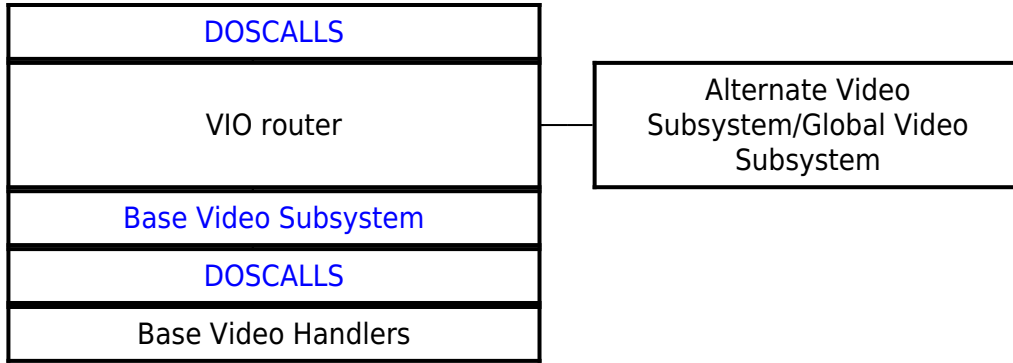 DOSCALLS
VIO router
Alternate Video
Subsystem/Global Video
Subsystem
Base Video Subsystem
DOSCALLS
Base Video Handlers